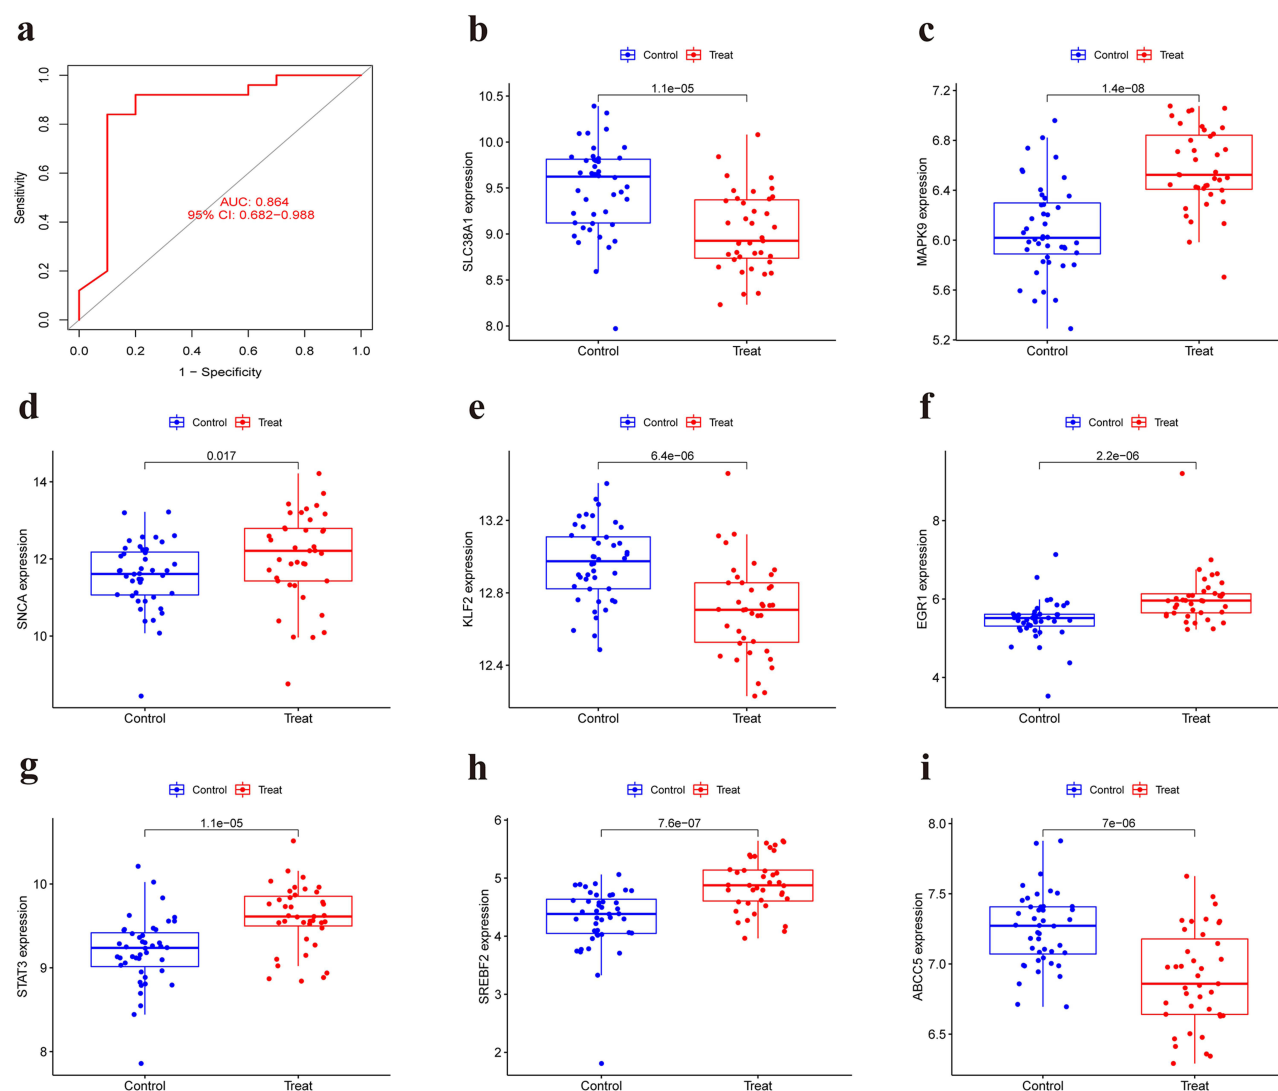 a
1.0
0.8
0.6
0.4
0.2
0.0
Sensitivity
AUC: 0.864
95% CI: 0.682−0.988
0.0 0.2 0.4 0.6 0.8 1.0
1 − Specificity
b
Control Treat
1.1e−05
10.5
10.0
9.5
9.0
8.5
8.0
SLC38A1 expression
Control Treat
c
Control Treat
1.4e−08
7.2
6.8
6.4
6.0
5.6
5.2
MAPK9 expression
Control Treat
d
Control Treat
0.017
14
12
10
SNCA expression
Control Treat
e
Control Treat
6.4e−06
13.2
12.8
12.4
KLF2 expression
Control Treat
f
Control Treat
2.2e−06
8
6
4
EGR1 expression
Control Treat
g
Control Treat
1.1e−05
10
9
8
STAT3 expression
Control Treat
h
Control Treat
7.6e−07
6
5
4
3
2
SREBF2 expression
Control Treat
i
Control Treat
7e−06
8.0
7.5
7.0
6.5
ABCC5 expression
Control Treat